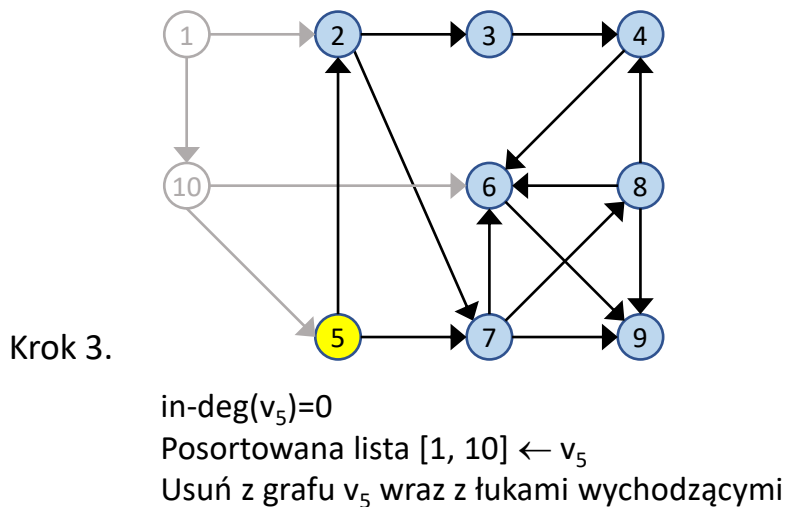 1 2 3 4
10 6 8
5 7 9
Krok 3.
in-deg(v₅)=0
Posortowana lista [1, 10] ← v₅
Usuń z grafu v₅ wraz z łukami wychodzącymi